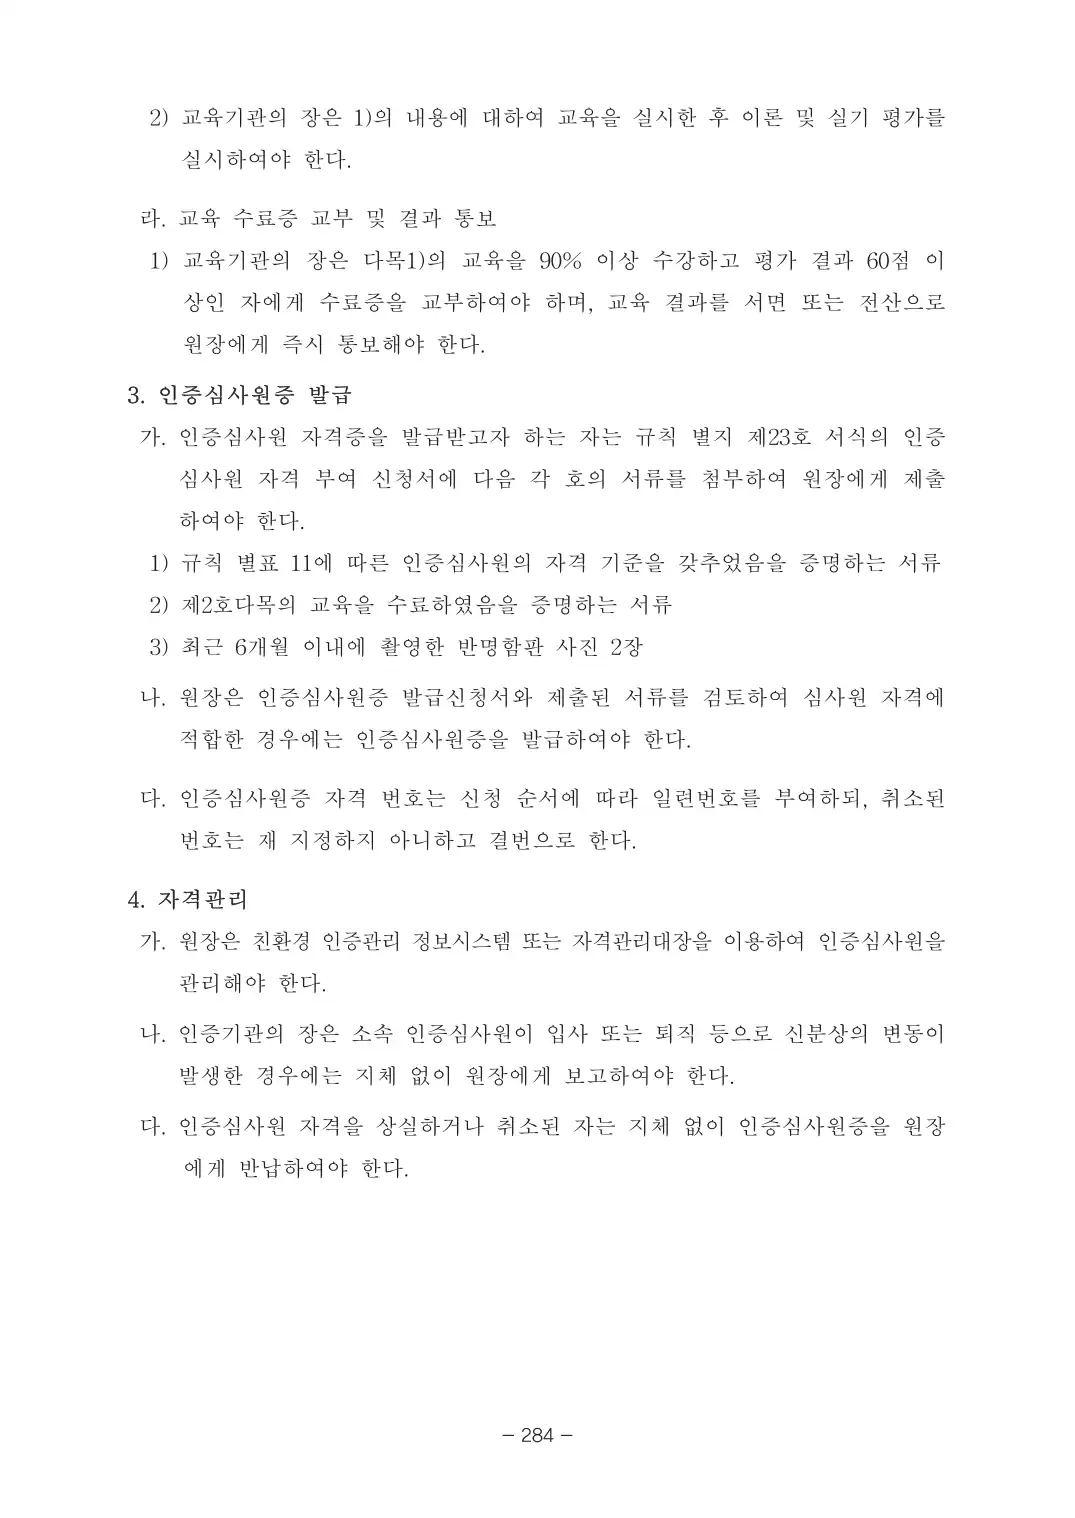 2) 교육기관의 장은 1)의 내용에 대하여 교육을 실시한 후 이론 및 실기 평가를
실시하여야 한다.
라. 교육 수료증 교부 및 결과 통보
1) 교육기관의 장은 다목1)의 교육을 90% 이상 수강하고 평가 결과 60점 이
상인 자에게 수료증을 교부하여야 하며, 교육 결과를 서면 또는 전산으로
원장에게 즉시 통보해야 한다.
3. 인증심사원증 발급
가. 인증심사원 자격증을 발급받고자 하는 자는 규칙 별지 제23호 서식의 인증
심사원 자격 부여 신청서에 다음 각 호의 서류를 첨부하여 원장에게 제출
하여야 한다.
1) 규칙 별표 11에 따른 인증심사원의 자격 기준을 갖추었음을 증명하는 서류
2) 제2호다목의 교육을 수료하였음을 증명하는 서류
3) 최근 6개월 이내에 촬영한 반명함판 사진 2장
나. 원장은 인증심사원증 발급신청서와 제출된 서류를 검토하여 심사원 자격에
적합한 경우에는 인증심사원증을 발급하여야 한다.
다. 인증심사원증 자격 번호는 신청 순서에 따라 일련번호를 부여하되, 취소된
번호는 재 지정하지 아니하고 결번으로 한다.
4. 자격관리
가. 원장은 친환경 인증관리 정보시스템 또는 자격관리대장을 이용하여 인증심사원을
관리해야 한다.
나. 인증기관의 장은 소속 인증심사원이 입사 또는 퇴직 등으로 신분상의 변동이
발생한 경우에는 지체 없이 원장에게 보고하여야 한다.
다. 인증심사원 자격을 상실하거나 취소된 자는 지체 없이 인증심사원증을 원장
에게 반납하여야 한다.
- 284 -